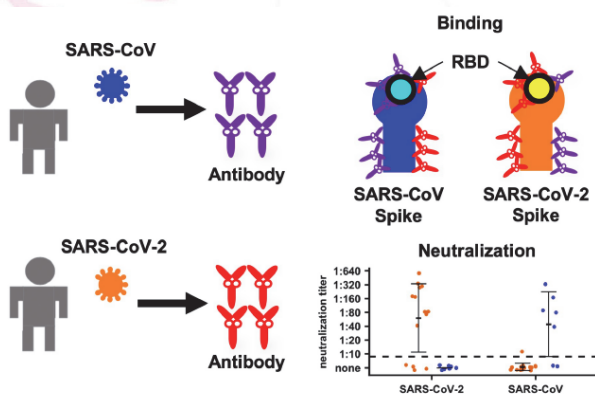 SARS-CoV
Antibody
SARS-CoV-2
Antibody
Binding
RBD
SARS-CoV
Spike
SARS-CoV-2
Spike
Neutralization
neutralization titer
1:640
1:320
1:160
1:80
1:40
1:20
1:10
none
SARS-CoV-2
SARS-CoV